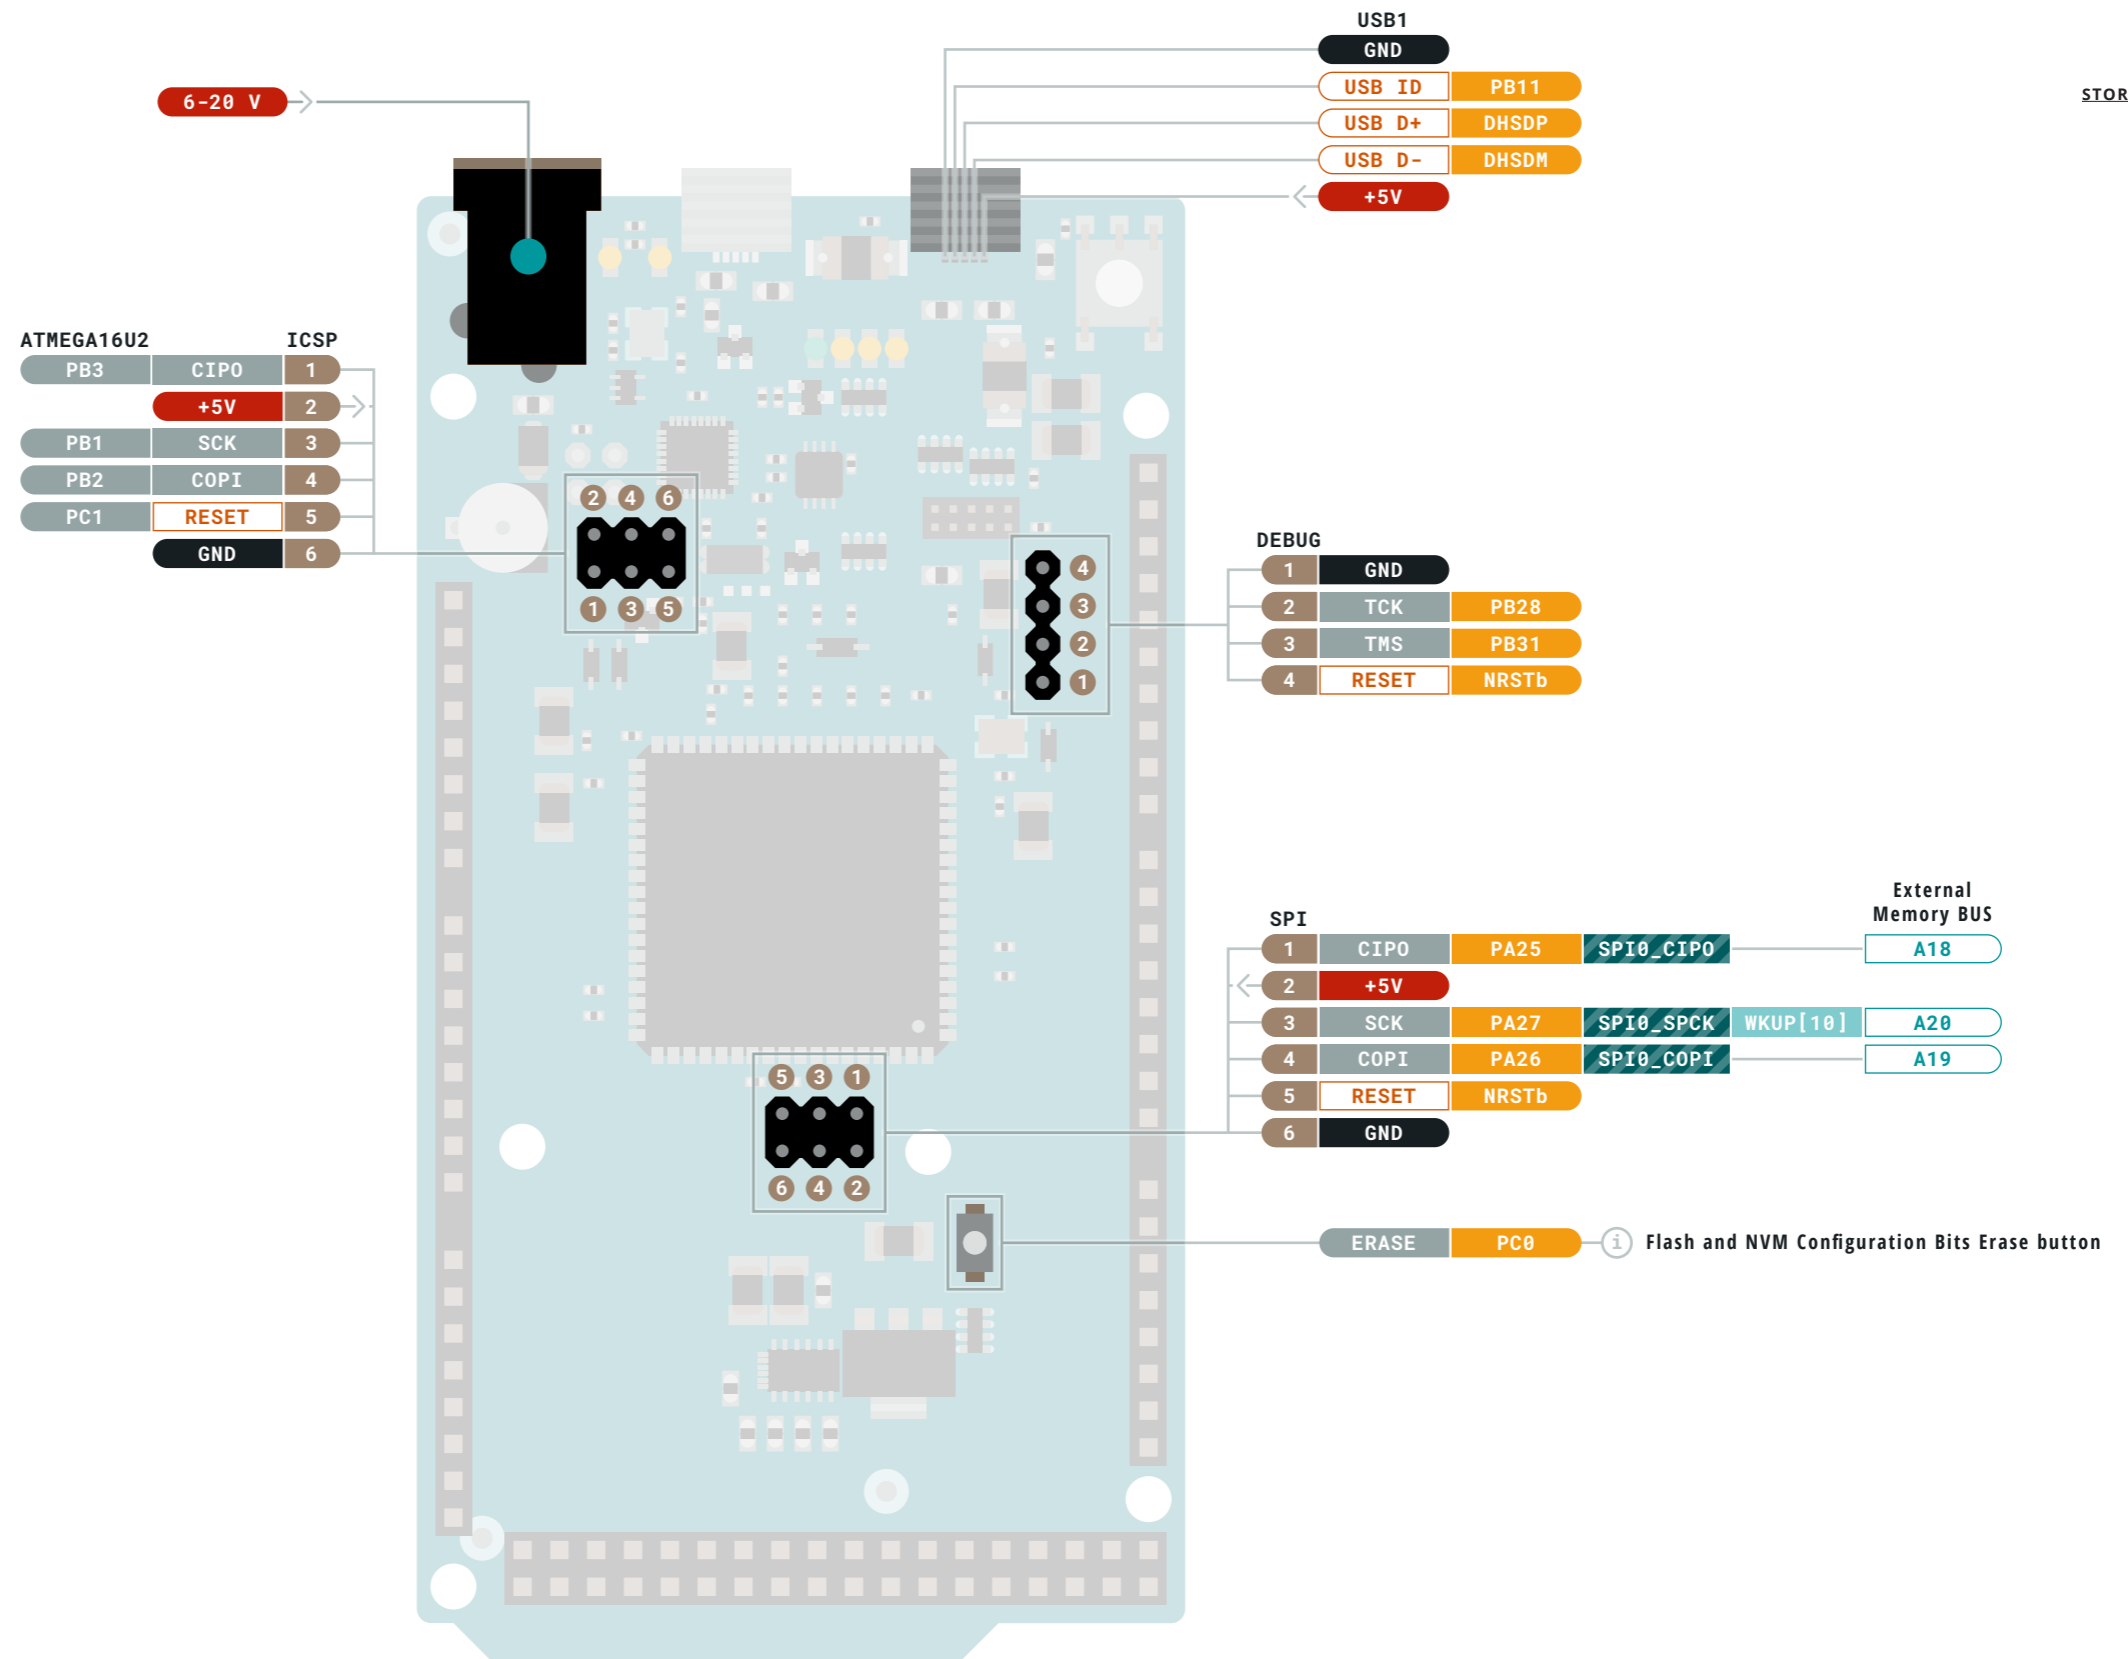 USB1
GND
USB ID PB11
USB D+ DHSDP
USB D- DHSDM
+5V
6-20 V
STOR
ATMEGA16U2 ICSP
PB3 CIPO 1
+5V 2
PB1 SCK 3
PB2 COPI 4
PC1 RESET 5
GND 6
2 4 6
1 3 5
4
3
2
1
DEBUG
1 GND
2 TCK PB28
3 TMS PB31
4 RESET NRSTb
External
Memory BUS
SPI
1 CIPO PA25 SPI0_CIPO A18
2 +5V
3 SCK PA27 SPI0_SPCK WKUP[10] A20
4 COPI PA26 SPI0_COPI A19
5 RESET NRSTb
6 GND
5 3 1
6 4 2
ERASE PC0 i Flash and NVM Configuration Bits Erase button